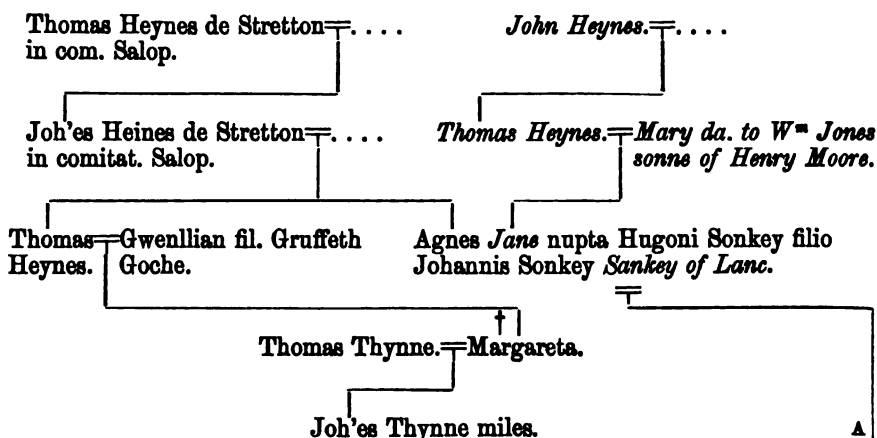 Thomas Heynes de Stretton=.... John Heynes.=....
in com. Salop.
Joh'es Heines de Stretton=.... Thomas Heynes.=Mary da. to Wm Jones
in comitat. Salop. sonne of Henry Moore.
Thomas=Gwenllian fil. Gruffeth Agnes Jane nupta Hugoni Sonkey filio
Heynes. Goche. Johannis Sonkey Sankey of Lanc.
Thomas Thynne.=Margareta.
Joh'es Thynne miles. A